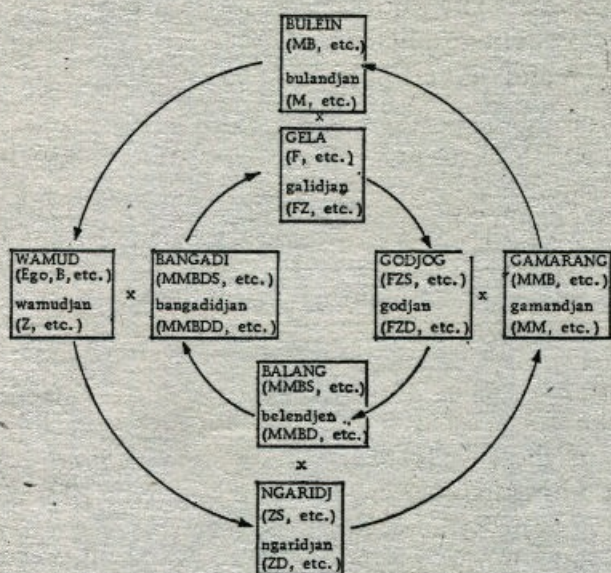 BULEIN
(MB, etc.)
bulandjan
(M, etc.)
x
GELA
(F, etc.)
galidjan
(FZ, etc.)
WAMUD
(Ego, B, etc.)
wamudjan
(Z, etc.)
x
BANGADI
(MMBDS, etc.)
bangadidjan
(MMBDD, etc.)
GODJOG
(FZS, etc.)
godjan
(FZD, etc.)
x
GAMARANG
(MMB, etc.)
gamandjan
(MM, etc.)
BALANG
(MMBS, etc.)
belendjen
(MMBD, etc.)
x
NGARIDJ
(ZS, etc.)
ngaridjan
(ZD, etc.)